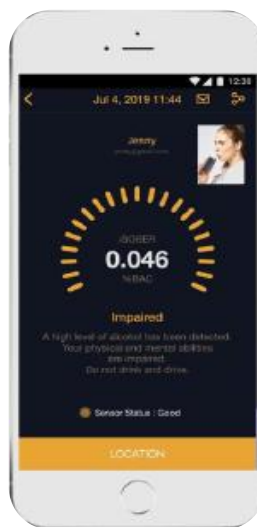 12:38
Jul 4, 2019 11:44
Jenny
0.046
%BAC
Impaired
A high level of alcohol has been detected.
Your physical and mental abilities
are impaired.
Do not drink and drive.
Sensor Status | Good
LOCATION